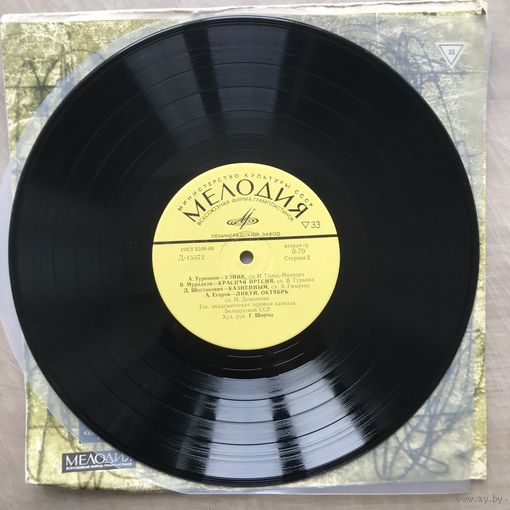 33
МИНИСТЕРСТВО КУЛЬТУРЫ СССР
МЕЛОДИЯ
ВСЕСОЮЗНАЯ ФИРМА ГРАМПЛАСТИНОК
▽33
ЛЕНИНГРАДСКИЙ ЗАВОД
ГОСТ 5289-68
вторая гр
Д-15572
0-70
Сторона 2
А. Туренков—УЗНИК, сл. И. Гольц-Миллера
В. Мурадели—КРАСНАЯ ПРЕСНЯ, сл. В. Гурьяна
Д. Шостакович—КАЗНЕННЫМ, сл. А. Гмырева
А. Егоров—ЛИКУЙ, ОКТЯБРЬ
сл. И. Демьянова
Гос. академическая хоровая капелла
Белорусской ССР
Худ. рук. Г. Ширма
МЕЛОДИЯ
ВСЕСОЮЗНАЯ ФИРМА ГРАМПЛАСТИНОК
ay.by